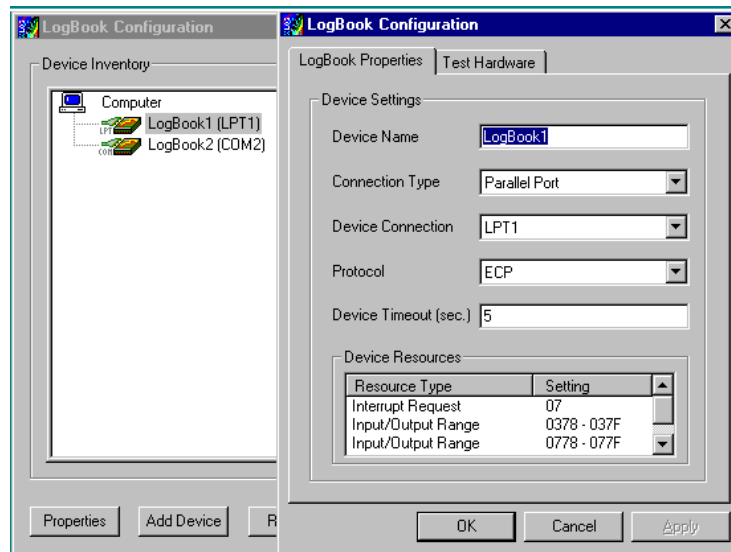 LogBook Configuration
Device Inventory
Computer
LPT
LogBook1 (LPT1)
COM
LogBook2 (COM2)
Properties
Add Device
R
LogBook Configuration
LogBook Properties
Test Hardware
Device Settings
Device Name
LogBook1
Connection Type
Parallel Port
Device Connection
LPT1
Protocol
ECP
Device Timeout (sec.)
5
Device Resources
Resource Type Setting
Interrupt Request 07
Input/Output Range 0378 - 037F
Input/Output Range 0778 - 077F
OK
Cancel
Apply